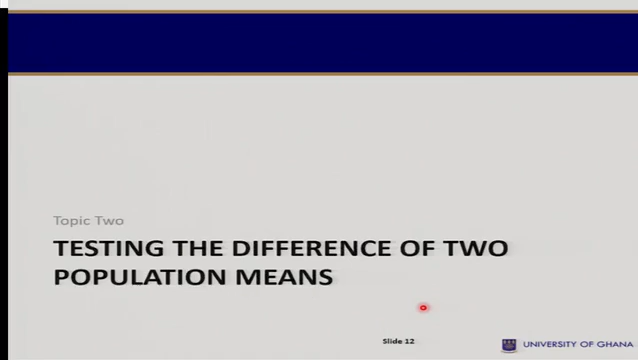 Topic Two
TESTING THE DIFFERENCE OF TWO
POPULATION MEANS
Slide 12
UNIVERSITY OF GHANA